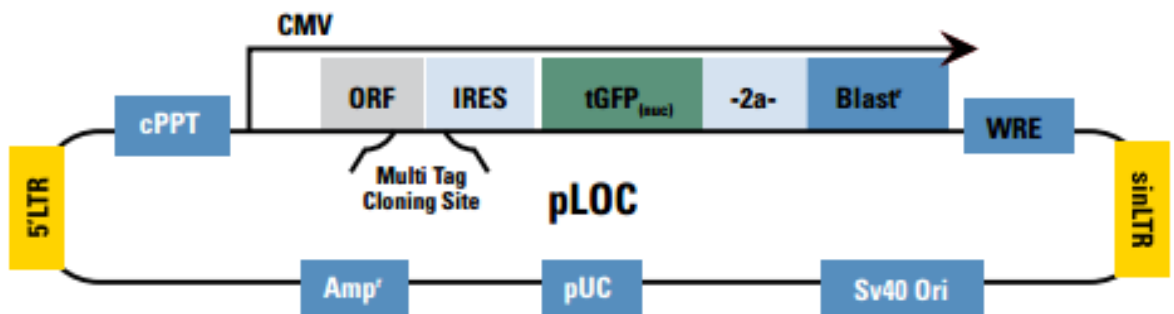 CMV
ORF IRES tGFP(nuc) -2a- Blastʳ
cPPT
WRE
Multi Tag
Cloning Site
pLOC
5'LTR
sinLTR
Ampʳ pUC Sv40 Ori